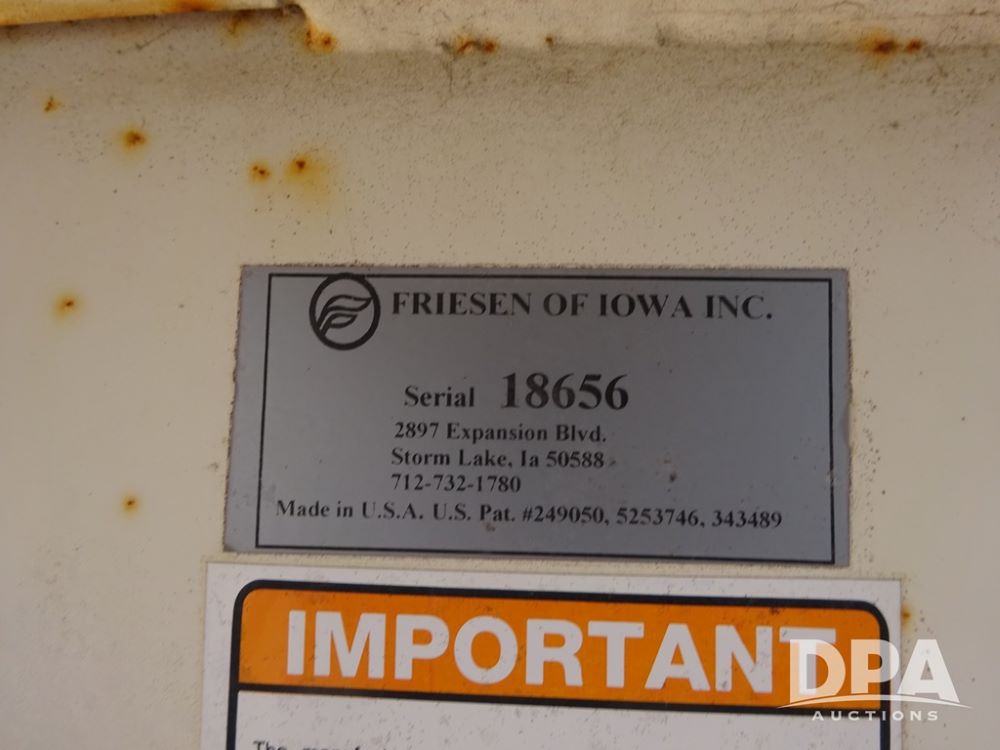 FRIESEN OF IOWA INC.
Serial 18656
2897 Expansion Blvd.
Storm Lake, Ia 50588
712-732-1780
Made in U.S.A. U.S. Pat. #249050, 5253746, 343489
IMPORTANT
The
DPA
AUCTIONS